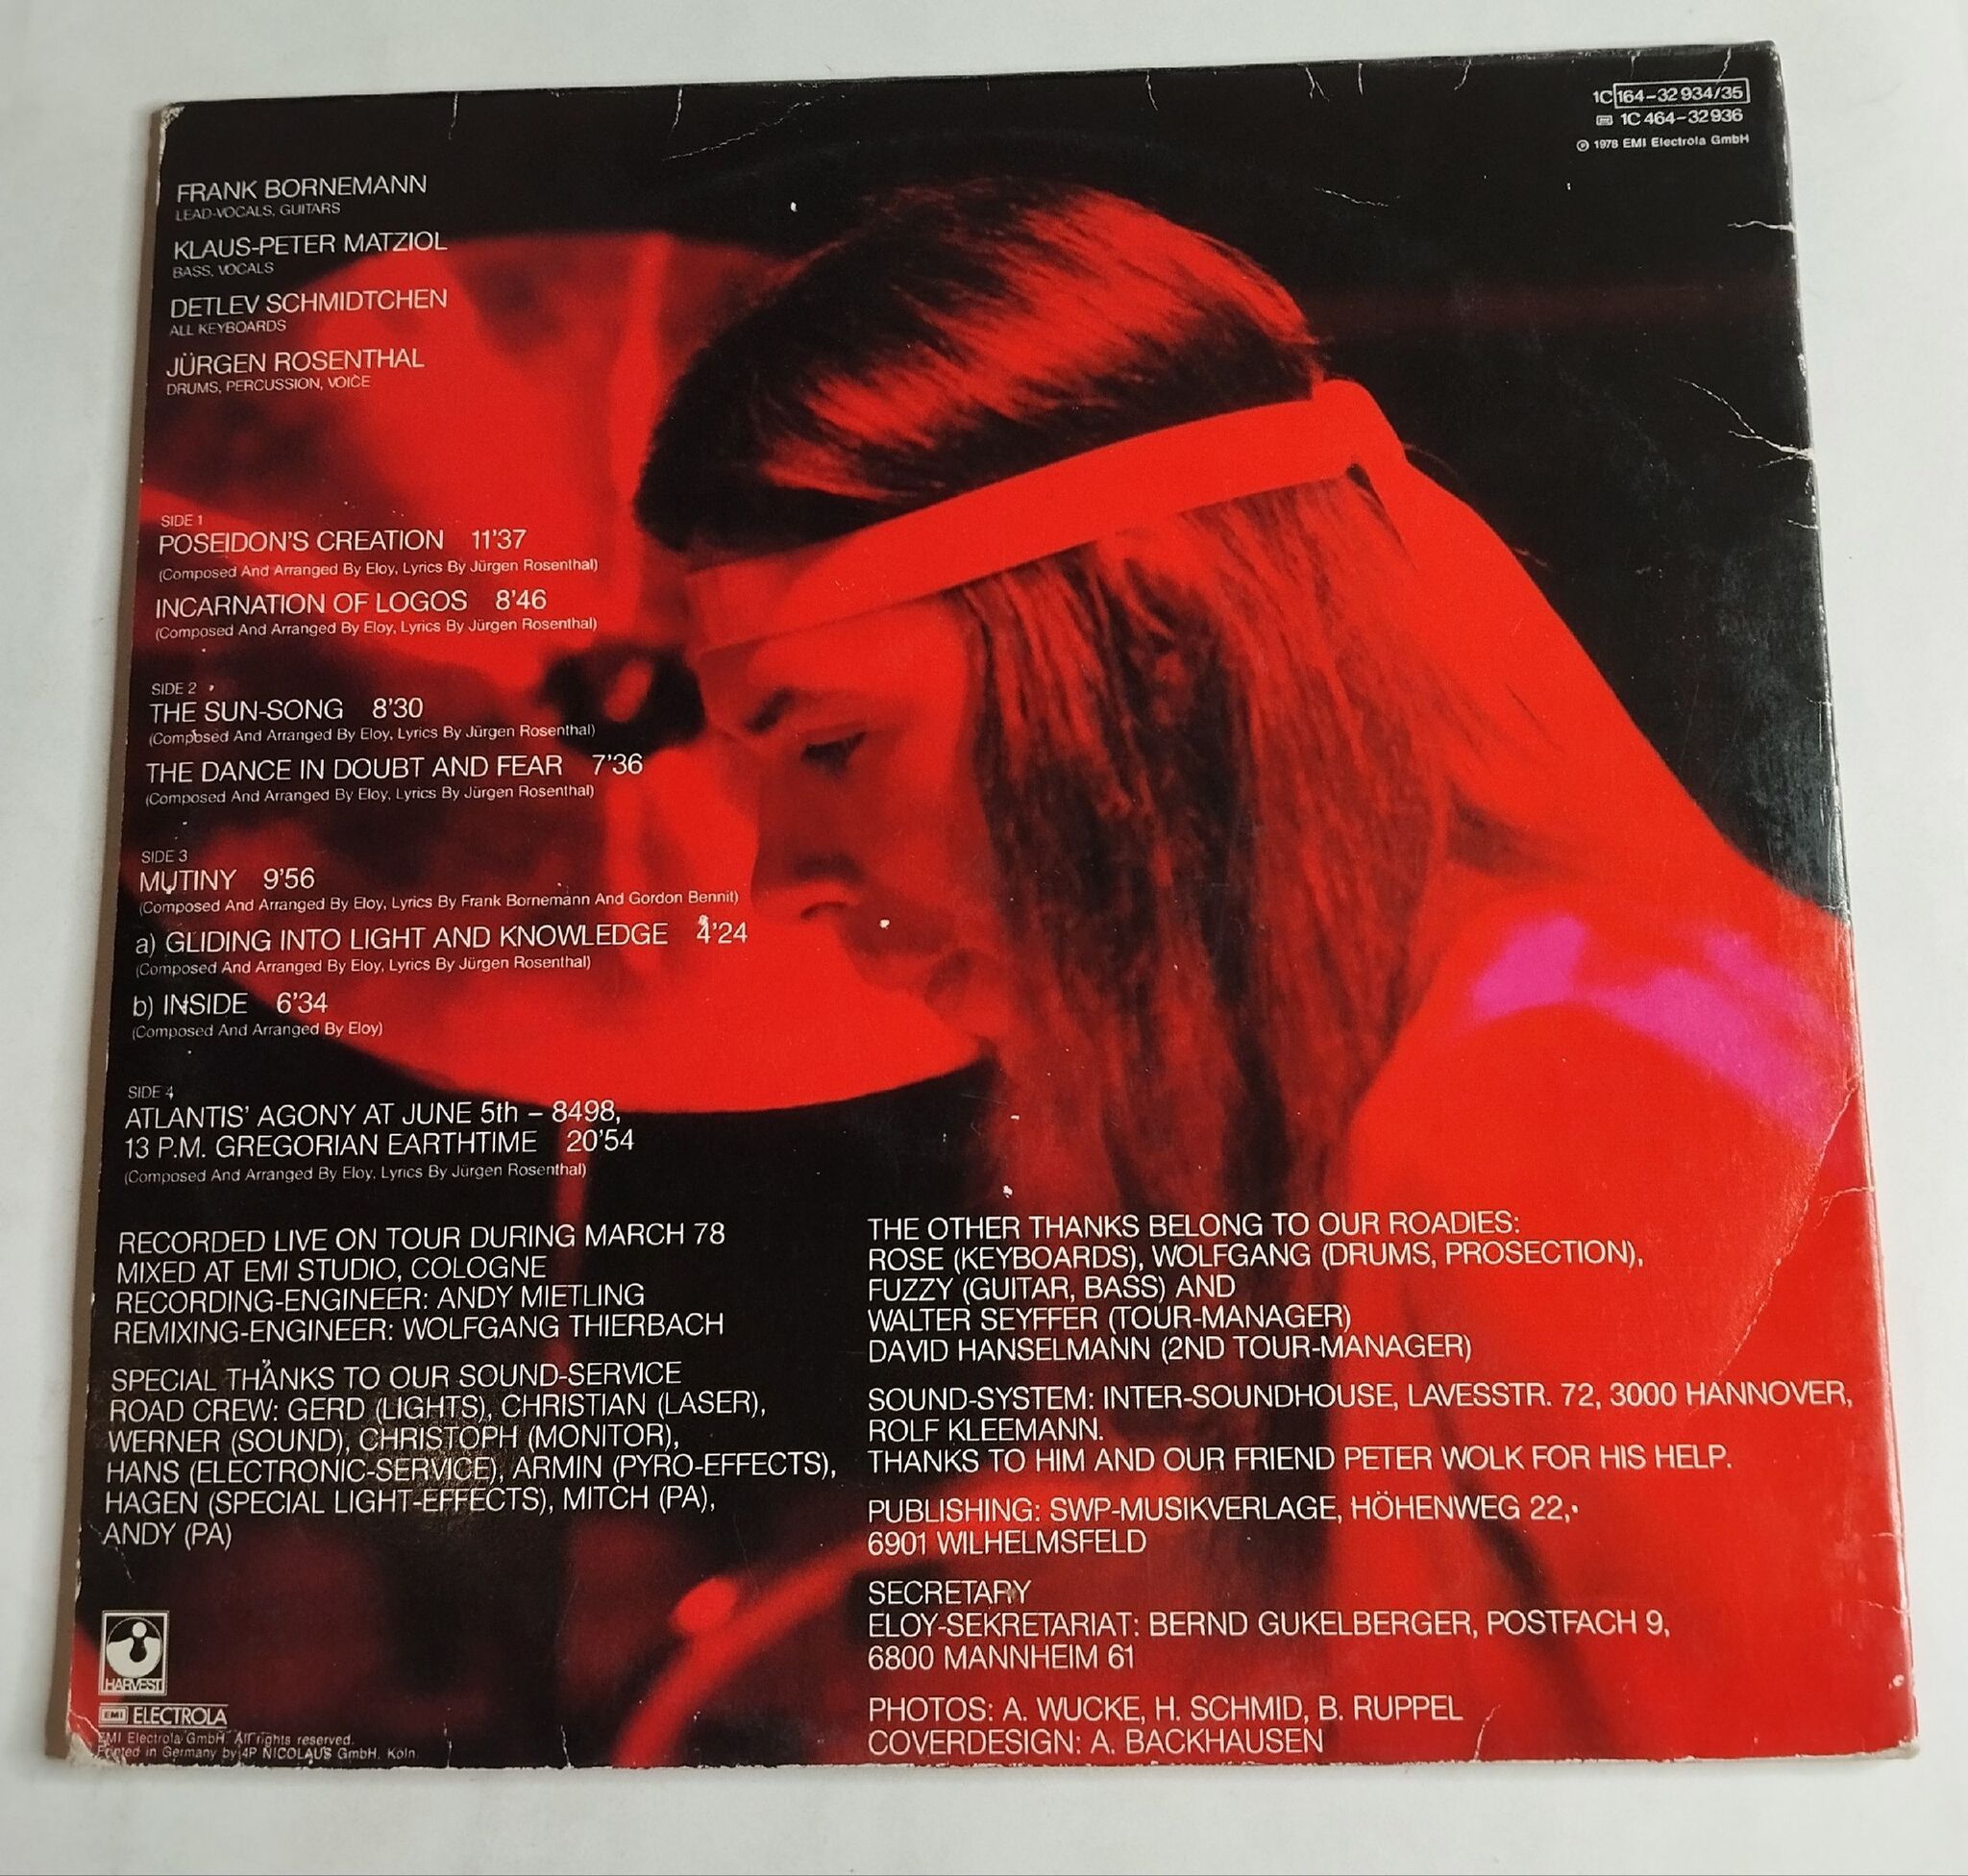 1C 164-32 934/35
1C 464-32 936
℗ 1978 EMI Electrola GmbH
FRANK BORNEMANN
LEAD-VOCALS, GUITARS
KLAUS-PETER MATZIOL
BASS, VOCALS
DETLEV SCHMIDTCHEN
ALL KEYBOARDS
JÜRGEN ROSENTHAL
DRUMS, PERCUSSION, VOICE
SIDE 1
POSEIDON'S CREATION 11'37
(Composed And Arranged By Eloy, Lyrics By Jürgen Rosenthal)
INCARNATION OF LOGOS 8'46
(Composed And Arranged By Eloy, Lyrics By Jürgen Rosenthal)
SIDE 2
THE SUN-SONG 8'30
(Composed And Arranged By Eloy, Lyrics By Jürgen Rosenthal)
THE DANCE IN DOUBT AND FEAR 7'36
(Composed And Arranged By Eloy, Lyrics By Jürgen Rosenthal)
SIDE 3
MUTINY 9'56
(Composed And Arranged By Eloy, Lyrics By Frank Bornemann And Gordon Bennit)
a) GLIDING INTO LIGHT AND KNOWLEDGE 4'24
(Composed And Arranged By Eloy, Lyrics By Jürgen Rosenthal)
b) INSIDE 6'34
(Composed And Arranged By Eloy)
SIDE 4
ATLANTIS' AGONY AT JUNE 5th – 8498,
13 P.M. GREGORIAN EARTHTIME 20'54
(Composed And Arranged By Eloy, Lyrics By Jürgen Rosenthal)
RECORDED LIVE ON TOUR DURING MARCH 78
MIXED AT EMI STUDIO, COLOGNE
RECORDING-ENGINEER: ANDY MIETLING
REMIXING-ENGINEER: WOLFGANG THIERBACH
SPECIAL THANKS TO OUR SOUND-SERVICE
ROAD CREW: GERD (LIGHTS), CHRISTIAN (LASER),
WERNER (SOUND), CHRISTOPH (MONITOR),
HANS (ELECTRONIC-SERVICE), ARMIN (PYRO-EFFECTS),
HAGEN (SPECIAL LIGHT-EFFECTS), MITCH (PA),
ANDY (PA)
THE OTHER THANKS BELONG TO OUR ROADIES:
ROSE (KEYBOARDS), WOLFGANG (DRUMS, PROSECTION),
FUZZY (GUITAR, BASS) AND
WALTER SEYFFER (TOUR-MANAGER)
DAVID HANSELMANN (2ND TOUR-MANAGER)
SOUND-SYSTEM: INTER-SOUNDHOUSE, LAVESSTR. 72, 3000 HANNOVER,
ROLF KLEEMANN.
THANKS TO HIM AND OUR FRIEND PETER WOLK FOR HIS HELP.
PUBLISHING: SWP-MUSIKVERLAGE, HÖHENWEG 22,
6901 WILHELMSFELD
SECRETARY
ELOY-SEKRETARIAT: BERND GUKELBERGER, POSTFACH 9,
6800 MANNHEIM 61
PHOTOS: A. WUCKE, H. SCHMID, B. RUPPEL
COVERDESIGN: A. BACKHAUSEN
HARVEST
EMI ELECTROLA
EMI Electrola GmbH. All rights reserved.
Printed in Germany by 4P NICOLAUS GmbH, Köln